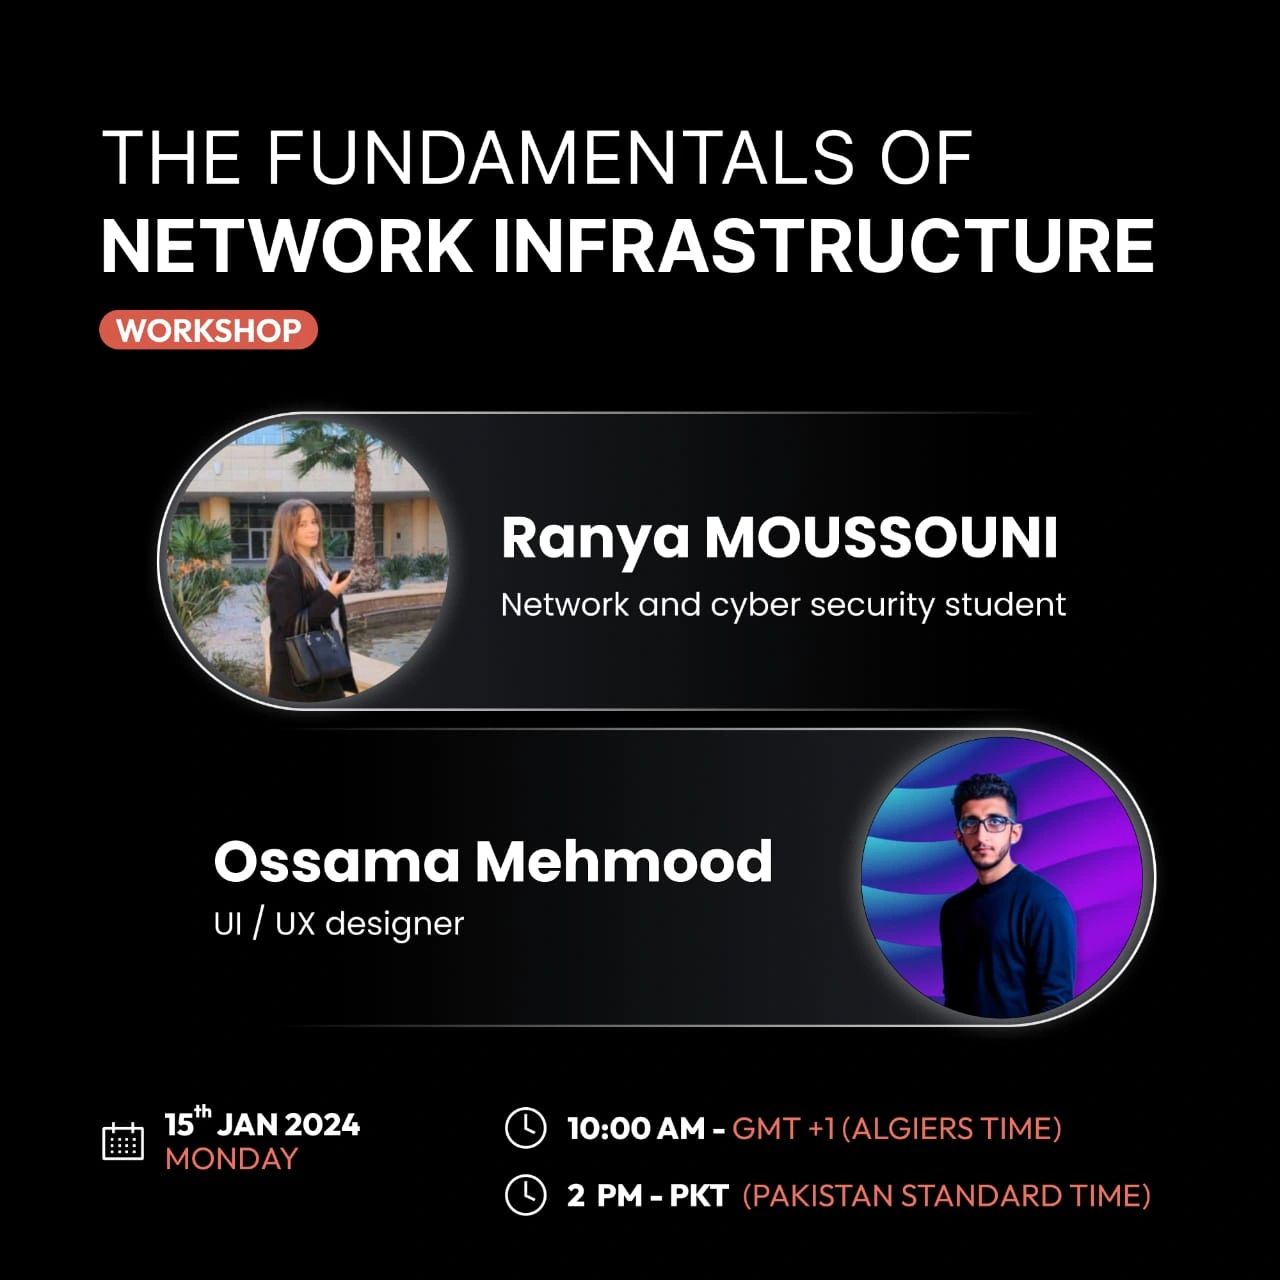 THE FUNDAMENTALS OF
NETWORK INFRASTRUCTURE
WORKSHOP
Ranya MOUSSOUNI
Network and cyber security student
Ossama Mehmood
UI / UX designer
15th JAN 2024
MONDAY
10:00 AM - GMT +1 (ALGIERS TIME)
2 PM - PKT (PAKISTAN STANDARD TIME)